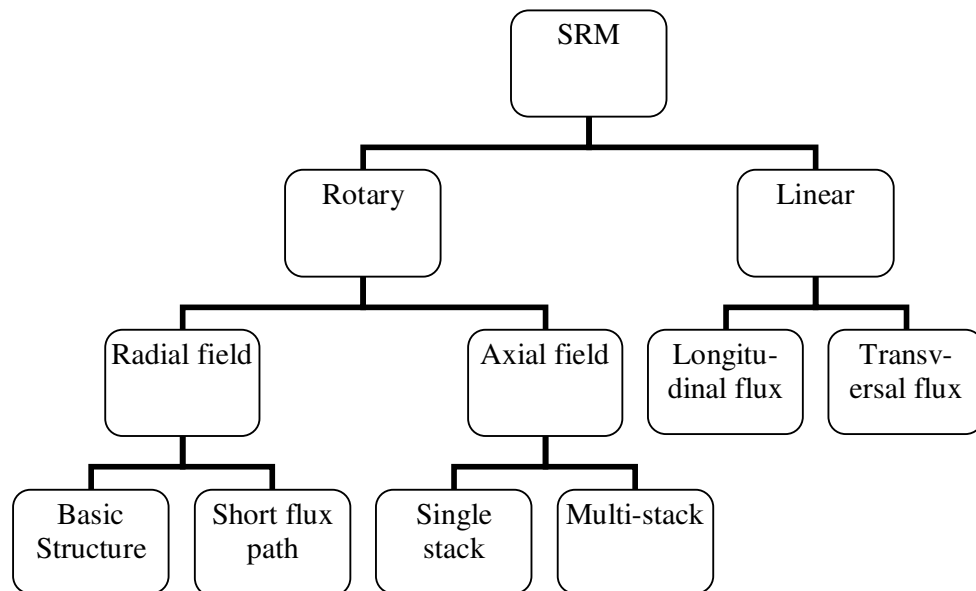 SRM
Rotary
Linear
Radial field
Axial field
Longitu-
dinal flux
Transv-
ersal flux
Basic
Structure
Short flux
path
Single
stack
Multi-stack